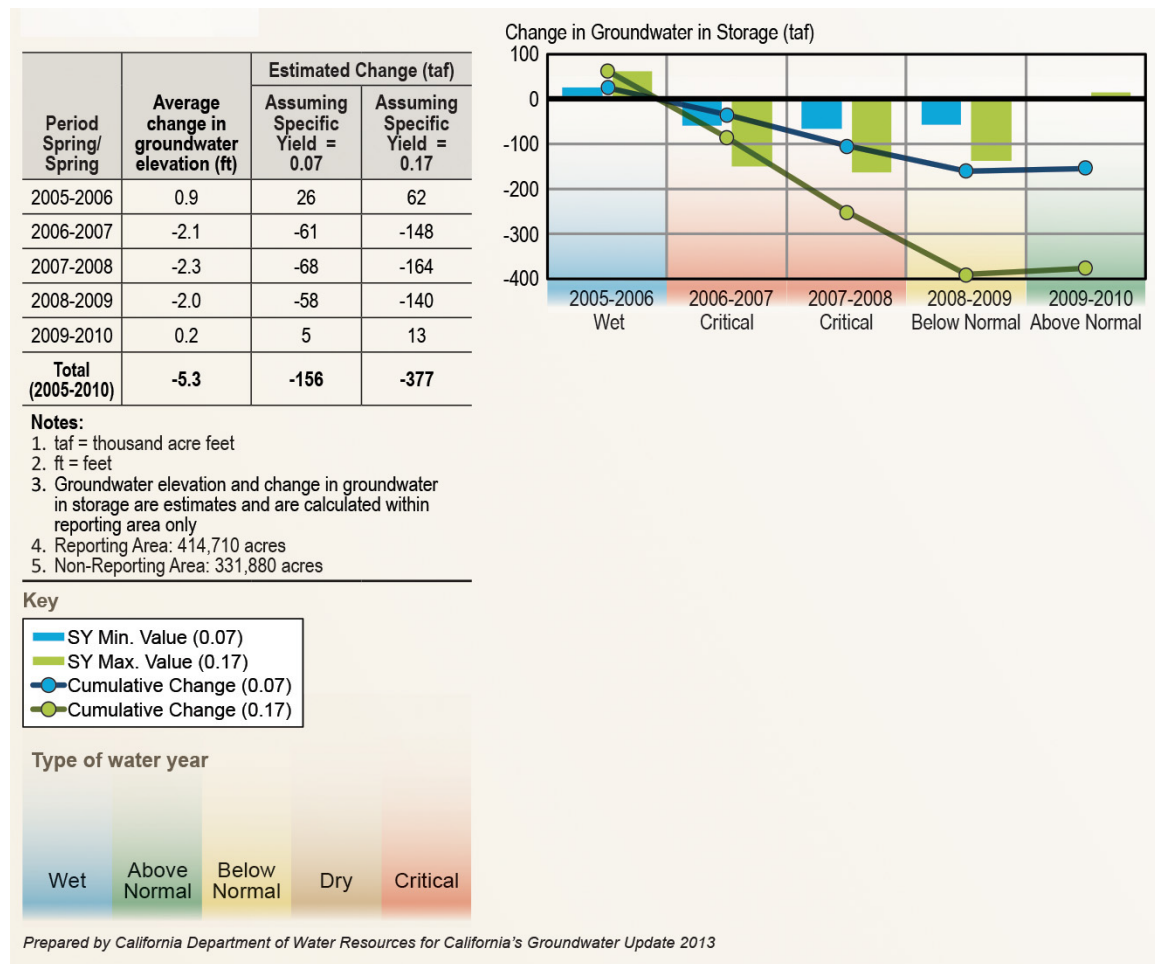 Period Spring/ Spring
Average change in groundwater elevation (ft)
Estimated Change (taf)
Assuming Specific Yield = 0.07
Assuming Specific Yield = 0.17
2005-2006 0.9 26 62
2006-2007 -2.1 -61 -148
2007-2008 -2.3 -68 -164
2008-2009 -2.0 -58 -140
2009-2010 0.2 5 13
Total (2005-2010) -5.3 -156 -377
Notes:
1. taf = thousand acre feet
2. ft = feet
3. Groundwater elevation and change in groundwater
in storage are estimates and are calculated within
reporting area only
4. Reporting Area: 414,710 acres
5. Non-Reporting Area: 331,880 acres
Key
SY Min. Value (0.07)
SY Max. Value (0.17)
Cumulative Change (0.07)
Cumulative Change (0.17)
Type of water year
Wet
Above Normal
Below Normal
Dry
Critical
Change in Groundwater in Storage (taf)
100
0
-100
-200
-300
-400
2005-2006 2006-2007 2007-2008 2008-2009 2009-2010
Wet Critical Critical Below Normal Above Normal
Prepared by California Department of Water Resources for California's Groundwater Update 2013